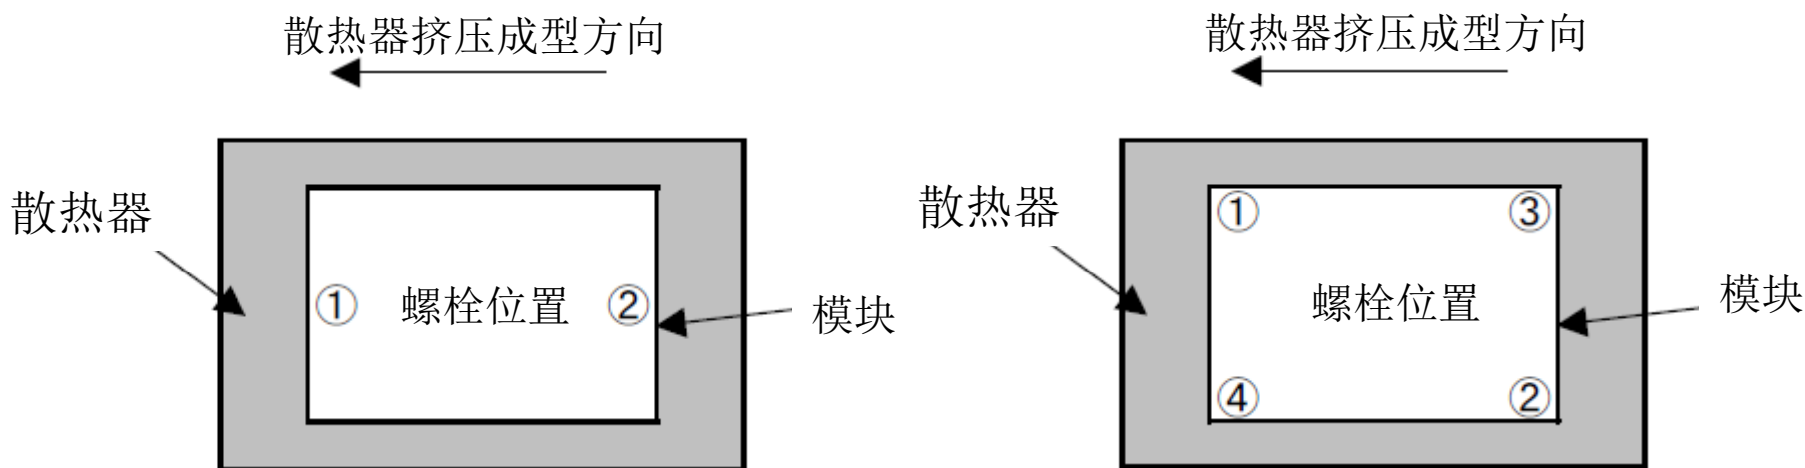 散热器挤压成型方向
散热器
① 螺栓位置 ②
模块
散热器挤压成型方向
散热器
① ③
螺栓位置
模块
④ ②